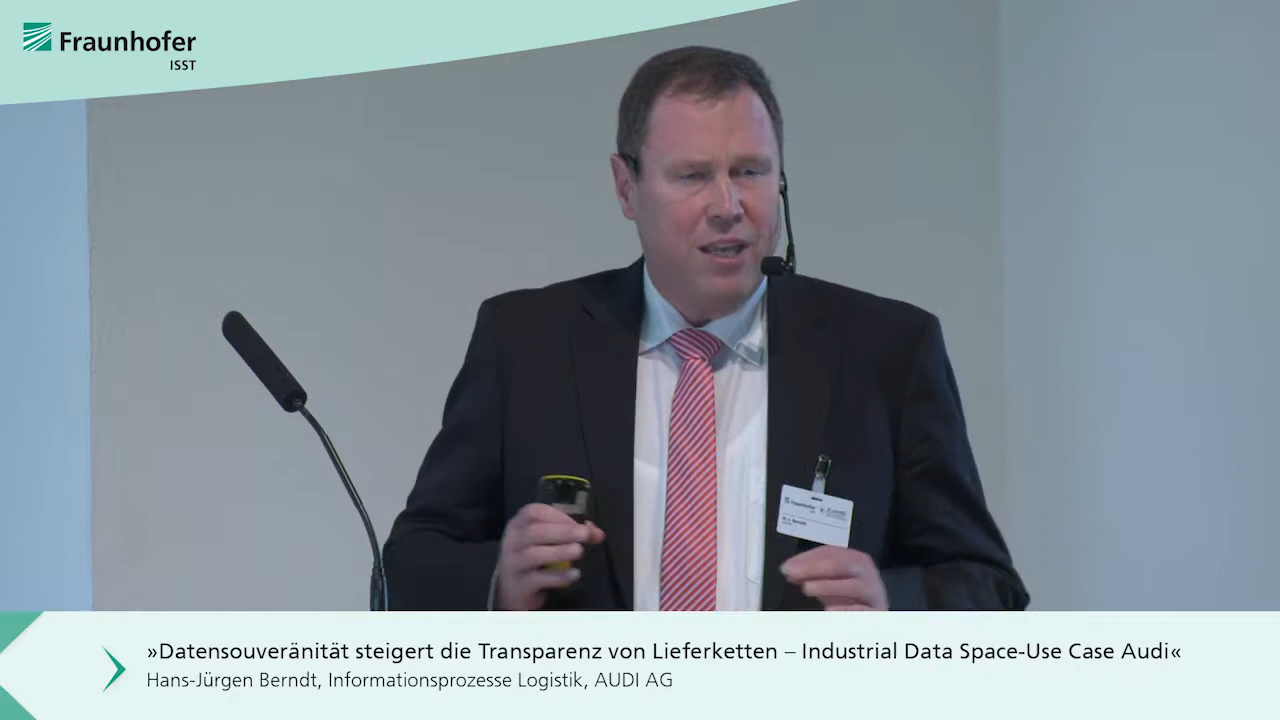 Fraunhofer
ISST
Fraunhofer
»Datensouveränität steigert die Transparenz von Lieferketten – Industrial Data Space-Use Case Audi«
Hans-Jürgen Berndt, Informationsprozesse Logistik, AUDI AG